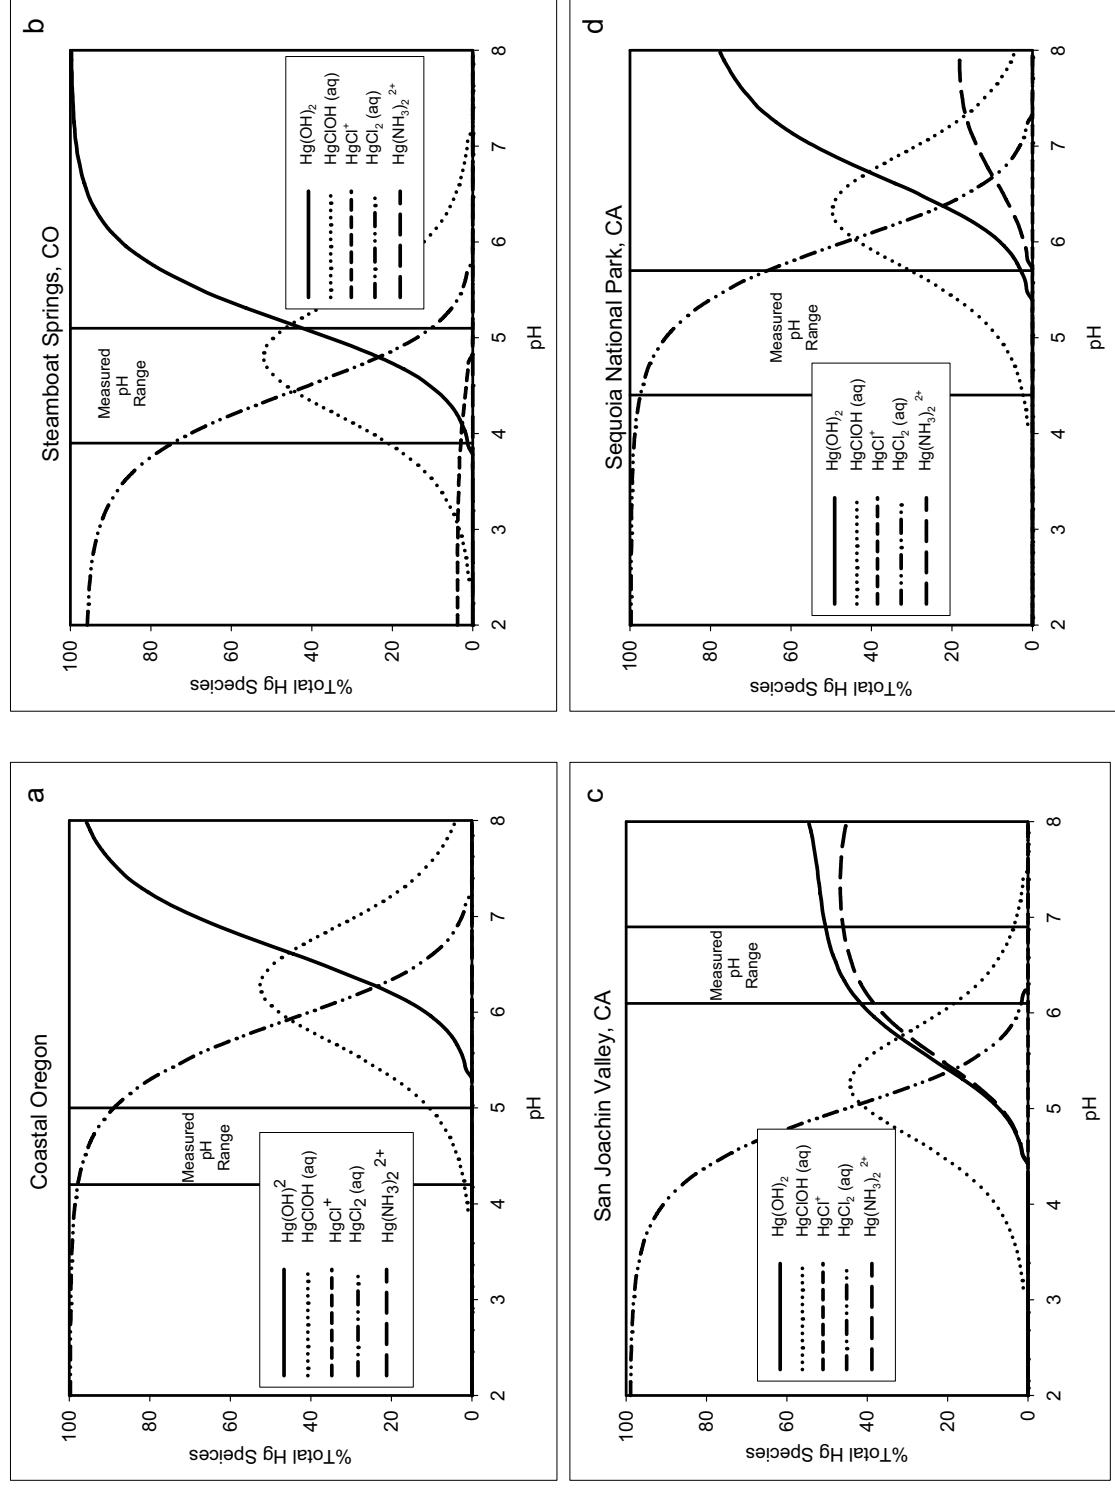 a
Coastal Oregon
%Total Hg Speices
100
80
60
40
20
0
2
3
4
5
6
7
8
pH
Measured
pH
Range
Hg(OH)2
HgClOH (aq)
HgCl+
HgCl2 (aq)
Hg(NH3)2 2+
b
Steamboat Springs, CO
%Total Hg Species
100
80
60
40
20
0
2
3
4
5
6
7
8
pH
Measured
pH
Range
Hg(OH)2
HgClOH (aq)
HgCl+
HgCl2 (aq)
Hg(NH3)2 2+
c
San Joachin Valley, CA
%Total Hg Species
100
80
60
40
20
0
2
3
4
5
6
7
8
pH
Measured
pH
Range
Hg(OH)2
HgClOH (aq)
HgCl+
HgCl2 (aq)
Hg(NH3)2 2+
d
Sequoia National Park, CA
%Total Hg Species
100
80
60
40
20
0
2
3
4
5
6
7
8
pH
Measured
pH
Range
Hg(OH)2
HgClOH (aq)
HgCl+
HgCl2 (aq)
Hg(NH3)2 2+